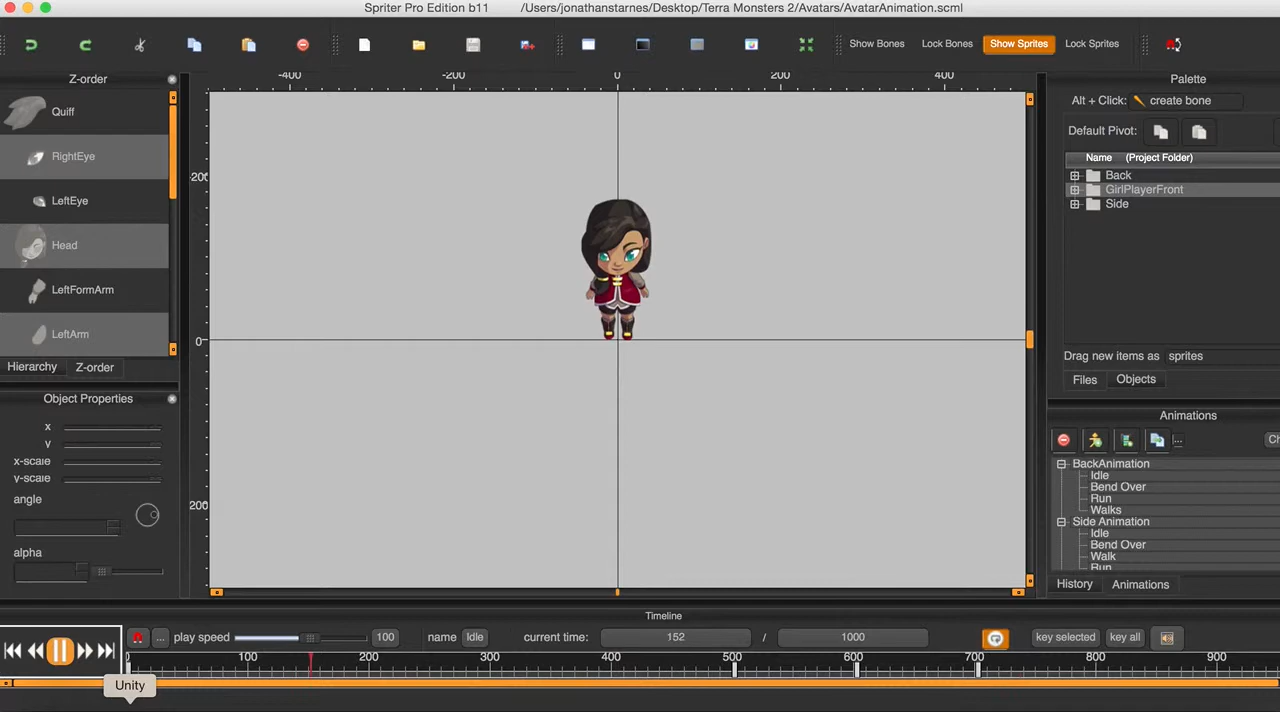 Spriter Pro Edition b11 /Users/jonathanstarnes/Desktop/Terra Monsters 2/Avatars/AvatarAnimation.scml
Show Bones Lock Bones Show Sprites Lock Sprites
Z-order
Quiff
RightEye
LeftEye
Head
LeftFormArm
LeftArm
Hierarchy Z-order
Object Properties
x
y
x-scale
y-scale
angle
alpha
-400 -200 0 200 400
-200
0
200
Palette
Alt + Click: create bone
Default Pivot:
Name (Project Folder)
Back
GirlPlayerFront
Side
Drag new items as sprites
Files Objects
Animations
...
BackAnimation
Idle
Bend Over
Run
Walks
Side Animation
Idle
Bend Over
Walk
Run
History Animations
Timeline
... play speed 100 name Idle current time: 152 / 1000 key selected key all
100 200 300 400 500 600 700 800 900
Unity